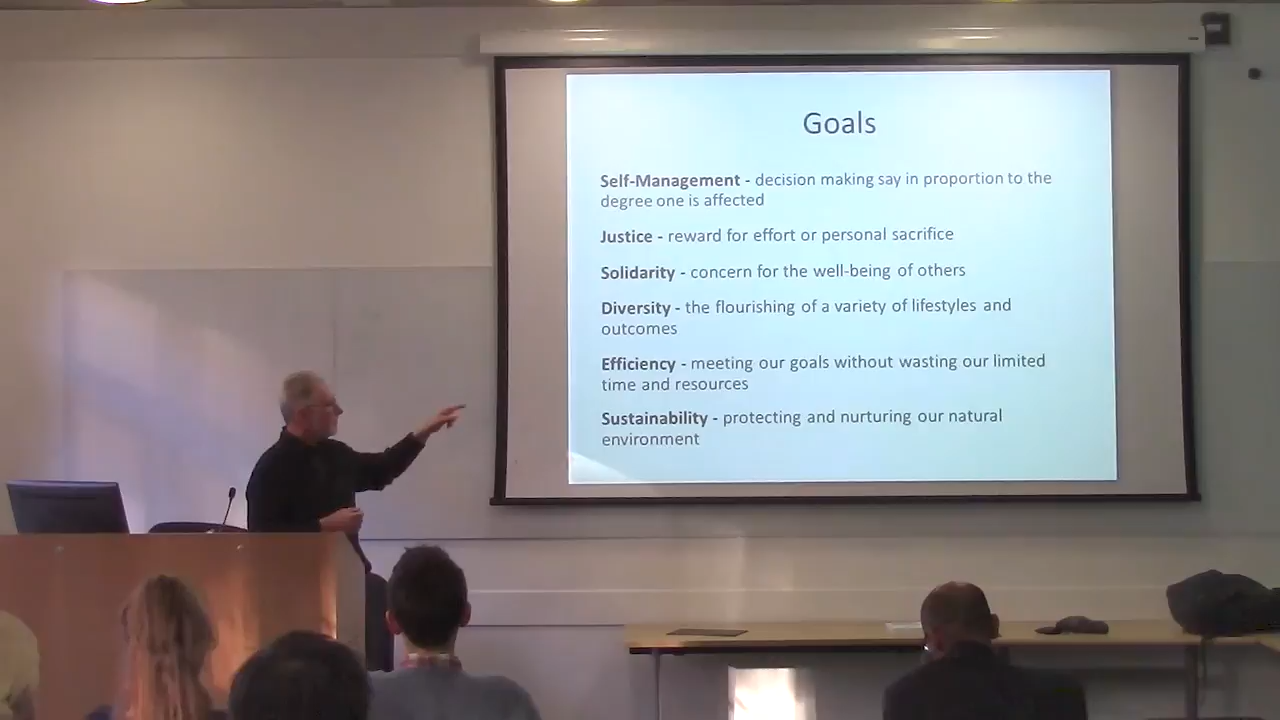 Goals
Self-Management - decision making say in proportion to the
degree one is affected
Justice - reward for effort or personal sacrifice
Solidarity - concern for the well-being of others
Diversity - the flourishing of a variety of lifestyles and
outcomes
Efficiency - meeting our goals without wasting our limited
time and resources
Sustainability - protecting and nurturing our natural
environment